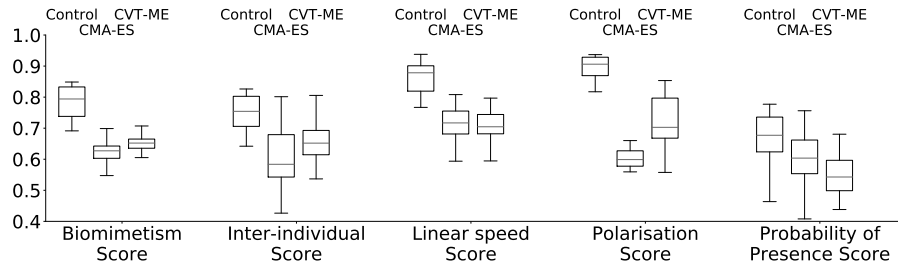 Control CVT-ME Control CVT-ME Control CVT-ME Control CVT-ME Control CVT-ME
CMA-ES CMA-ES CMA-ES CMA-ES CMA-ES
1.0
0.9
0.8
0.7
0.6
0.5
0.4
Biomimetism
Score
Inter-individual
Score
Linear speed
Score
Polarisation
Score
Probability of
Presence Score